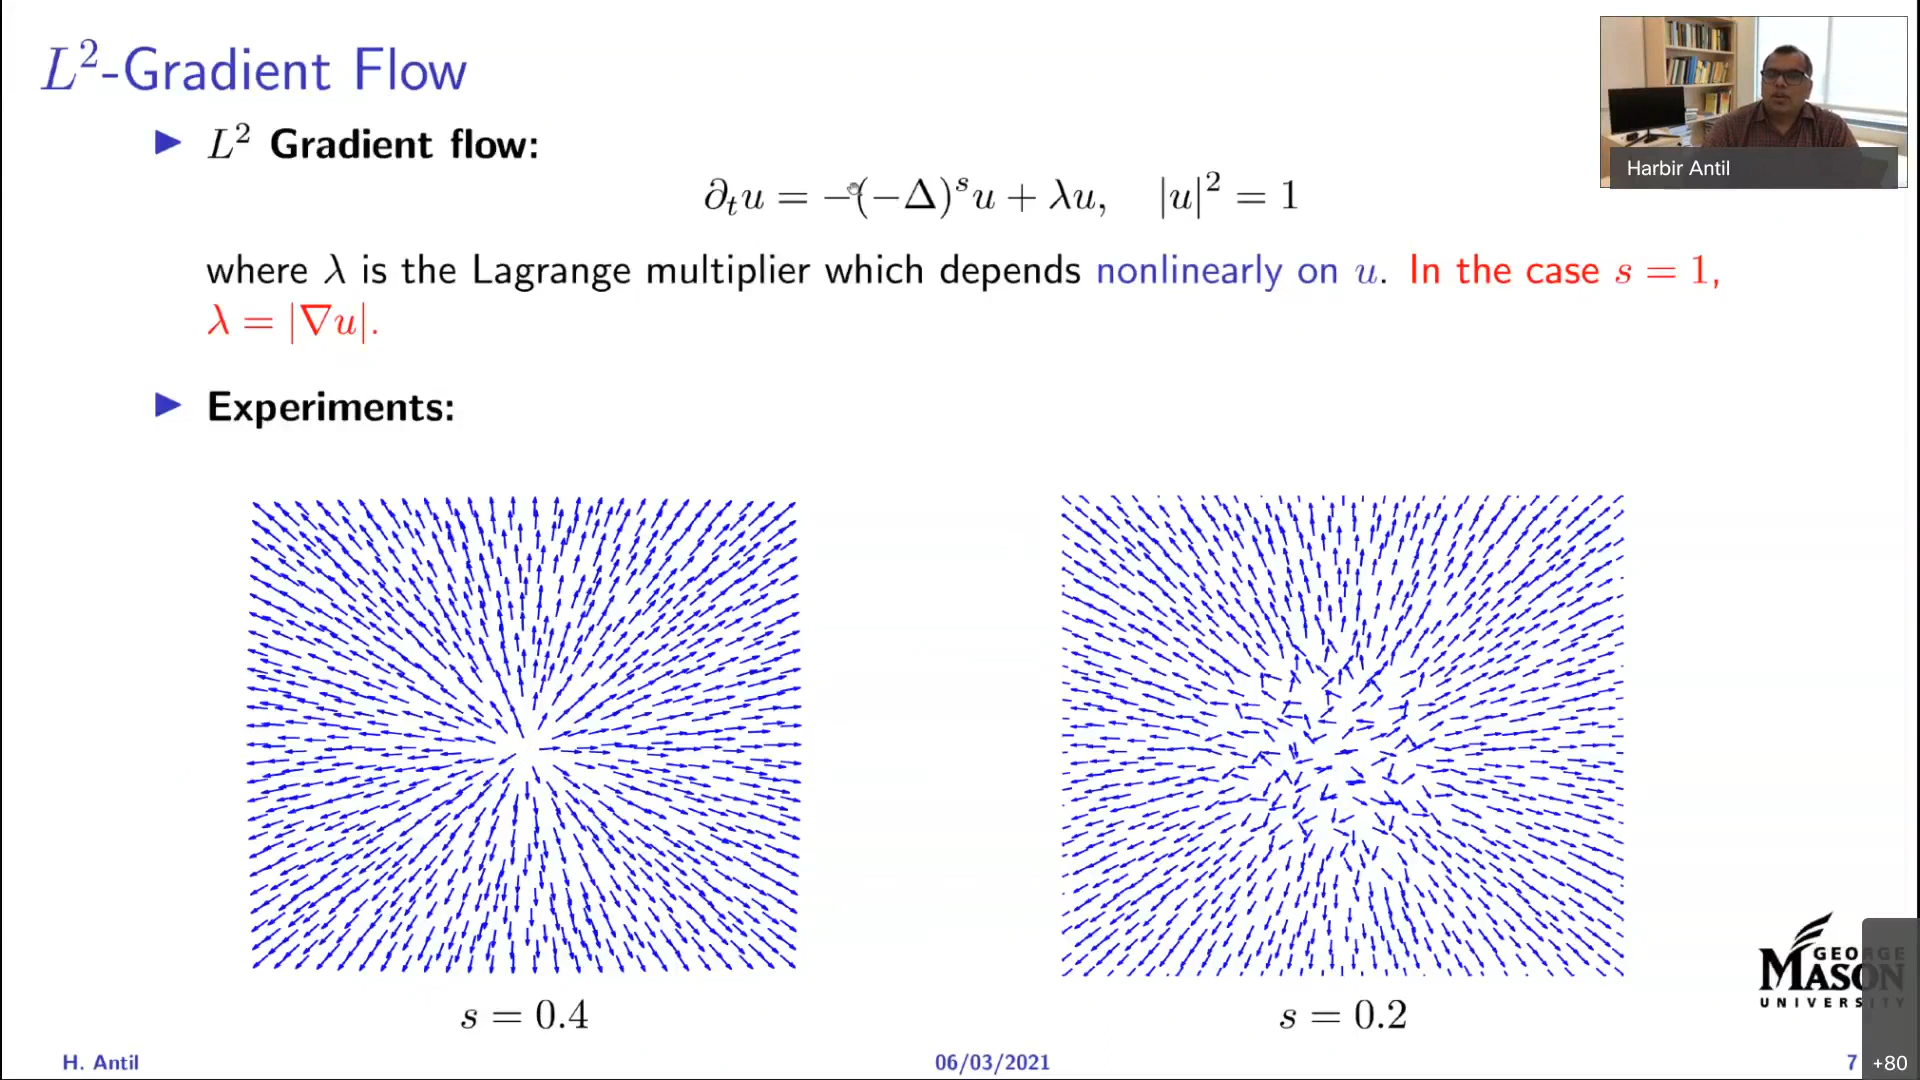 L²-Gradient Flow
▶ L² Gradient flow:
∂ₜu = −(−Δ)ˢu + λu, |u|² = 1
where λ is the Lagrange multiplier which depends nonlinearly on u. In the case s = 1,
λ = |∇u|.
▶ Experiments:
s = 0.4
s = 0.2
Harbir Antil
GEORGE
MASON
UNIVERSITY
H. Antil
06/03/2021
7
+80